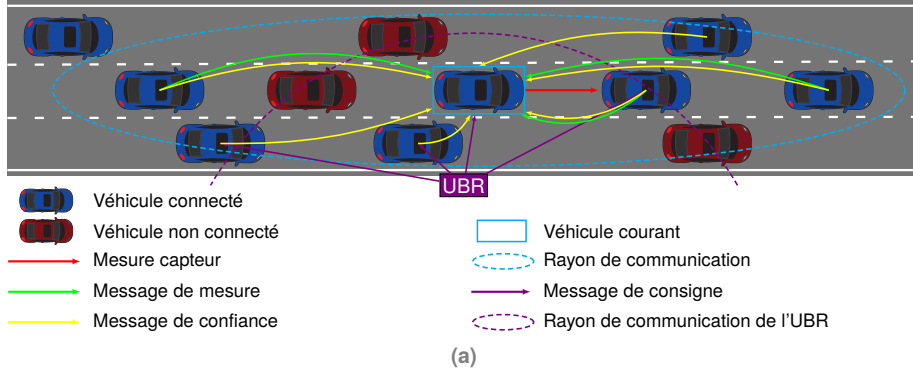 UBR
Véhicule connecté
Véhicule non connecté
Véhicule courant
Mesure capteur
Rayon de communication
Message de mesure
Message de consigne
Message de confiance
Rayon de communication de l'UBR
(a)